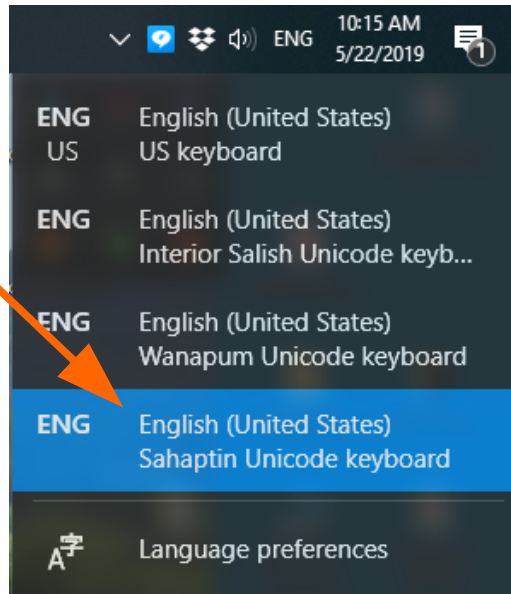 ENG 10:15 AM
5/22/2019
1
ENG English (United States)
US US keyboard
ENG English (United States)
Interior Salish Unicode keyb...
ENG English (United States)
Wanapum Unicode keyboard
ENG English (United States)
Sahaptin Unicode keyboard
A字 Language preferences